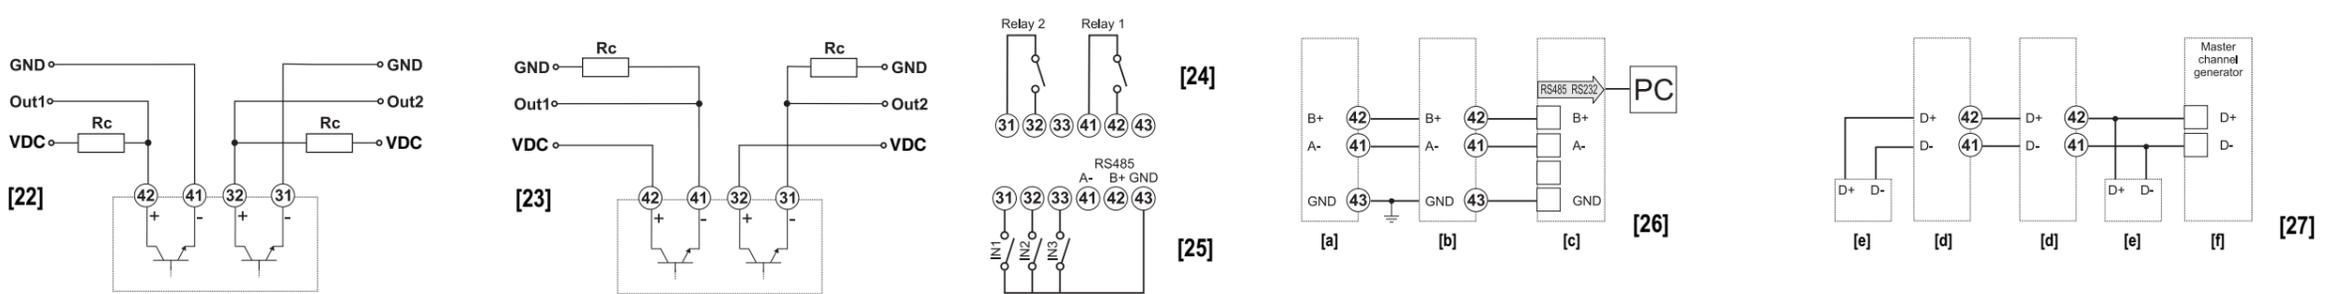 GND
Out1
Rc
VDC
GND
Out2
Rc
VDC
42 41 32 31
+ - + -
[22]
Rc
GND
Out1
VDC
Rc
GND
Out2
VDC
42 41 32 31
+ - + -
[23]
Relay 2 Relay 1
31 32 33 41 42 43
[24]
RS485
A- B+ GND
31 32 33 41 42 43
IN1 IN2 IN3
[25]
RS485 RS232 PC
B+ 42 B+ 42 B+
A- 41 A- 41 A-
GND 43 GND 43 GND
[a] [b] [c]
[26]
Master
channel
generator
D+ 42 D+ 42 D+
D- 41 D- 41 D-
D+ D- D+ D-
[e] [d] [d] [e] [f]
[27]